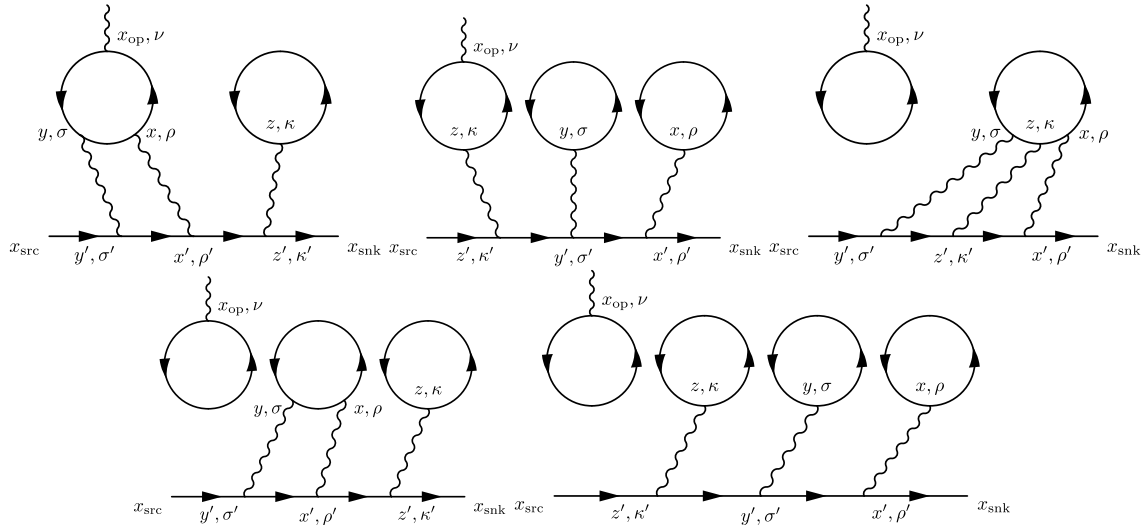 x_op, ν
y, σ
x, ρ
z, κ
x_src
y′, σ′
x′, ρ′
z′, κ′
x_snk
x_op, ν
z, κ
y, σ
x, ρ
x_src
z′, κ′
y′, σ′
x′, ρ′
x_snk
x_op, ν
y, σ
z, κ
x, ρ
x_src
y′, σ′
z′, κ′
x′, ρ′
x_snk
x_op, ν
y, σ
x, ρ
z, κ
x_src
y′, σ′
x′, ρ′
z′, κ′
x_snk
x_op, ν
z, κ
y, σ
x, ρ
x_src
z′, κ′
y′, σ′
x′, ρ′
x_snk